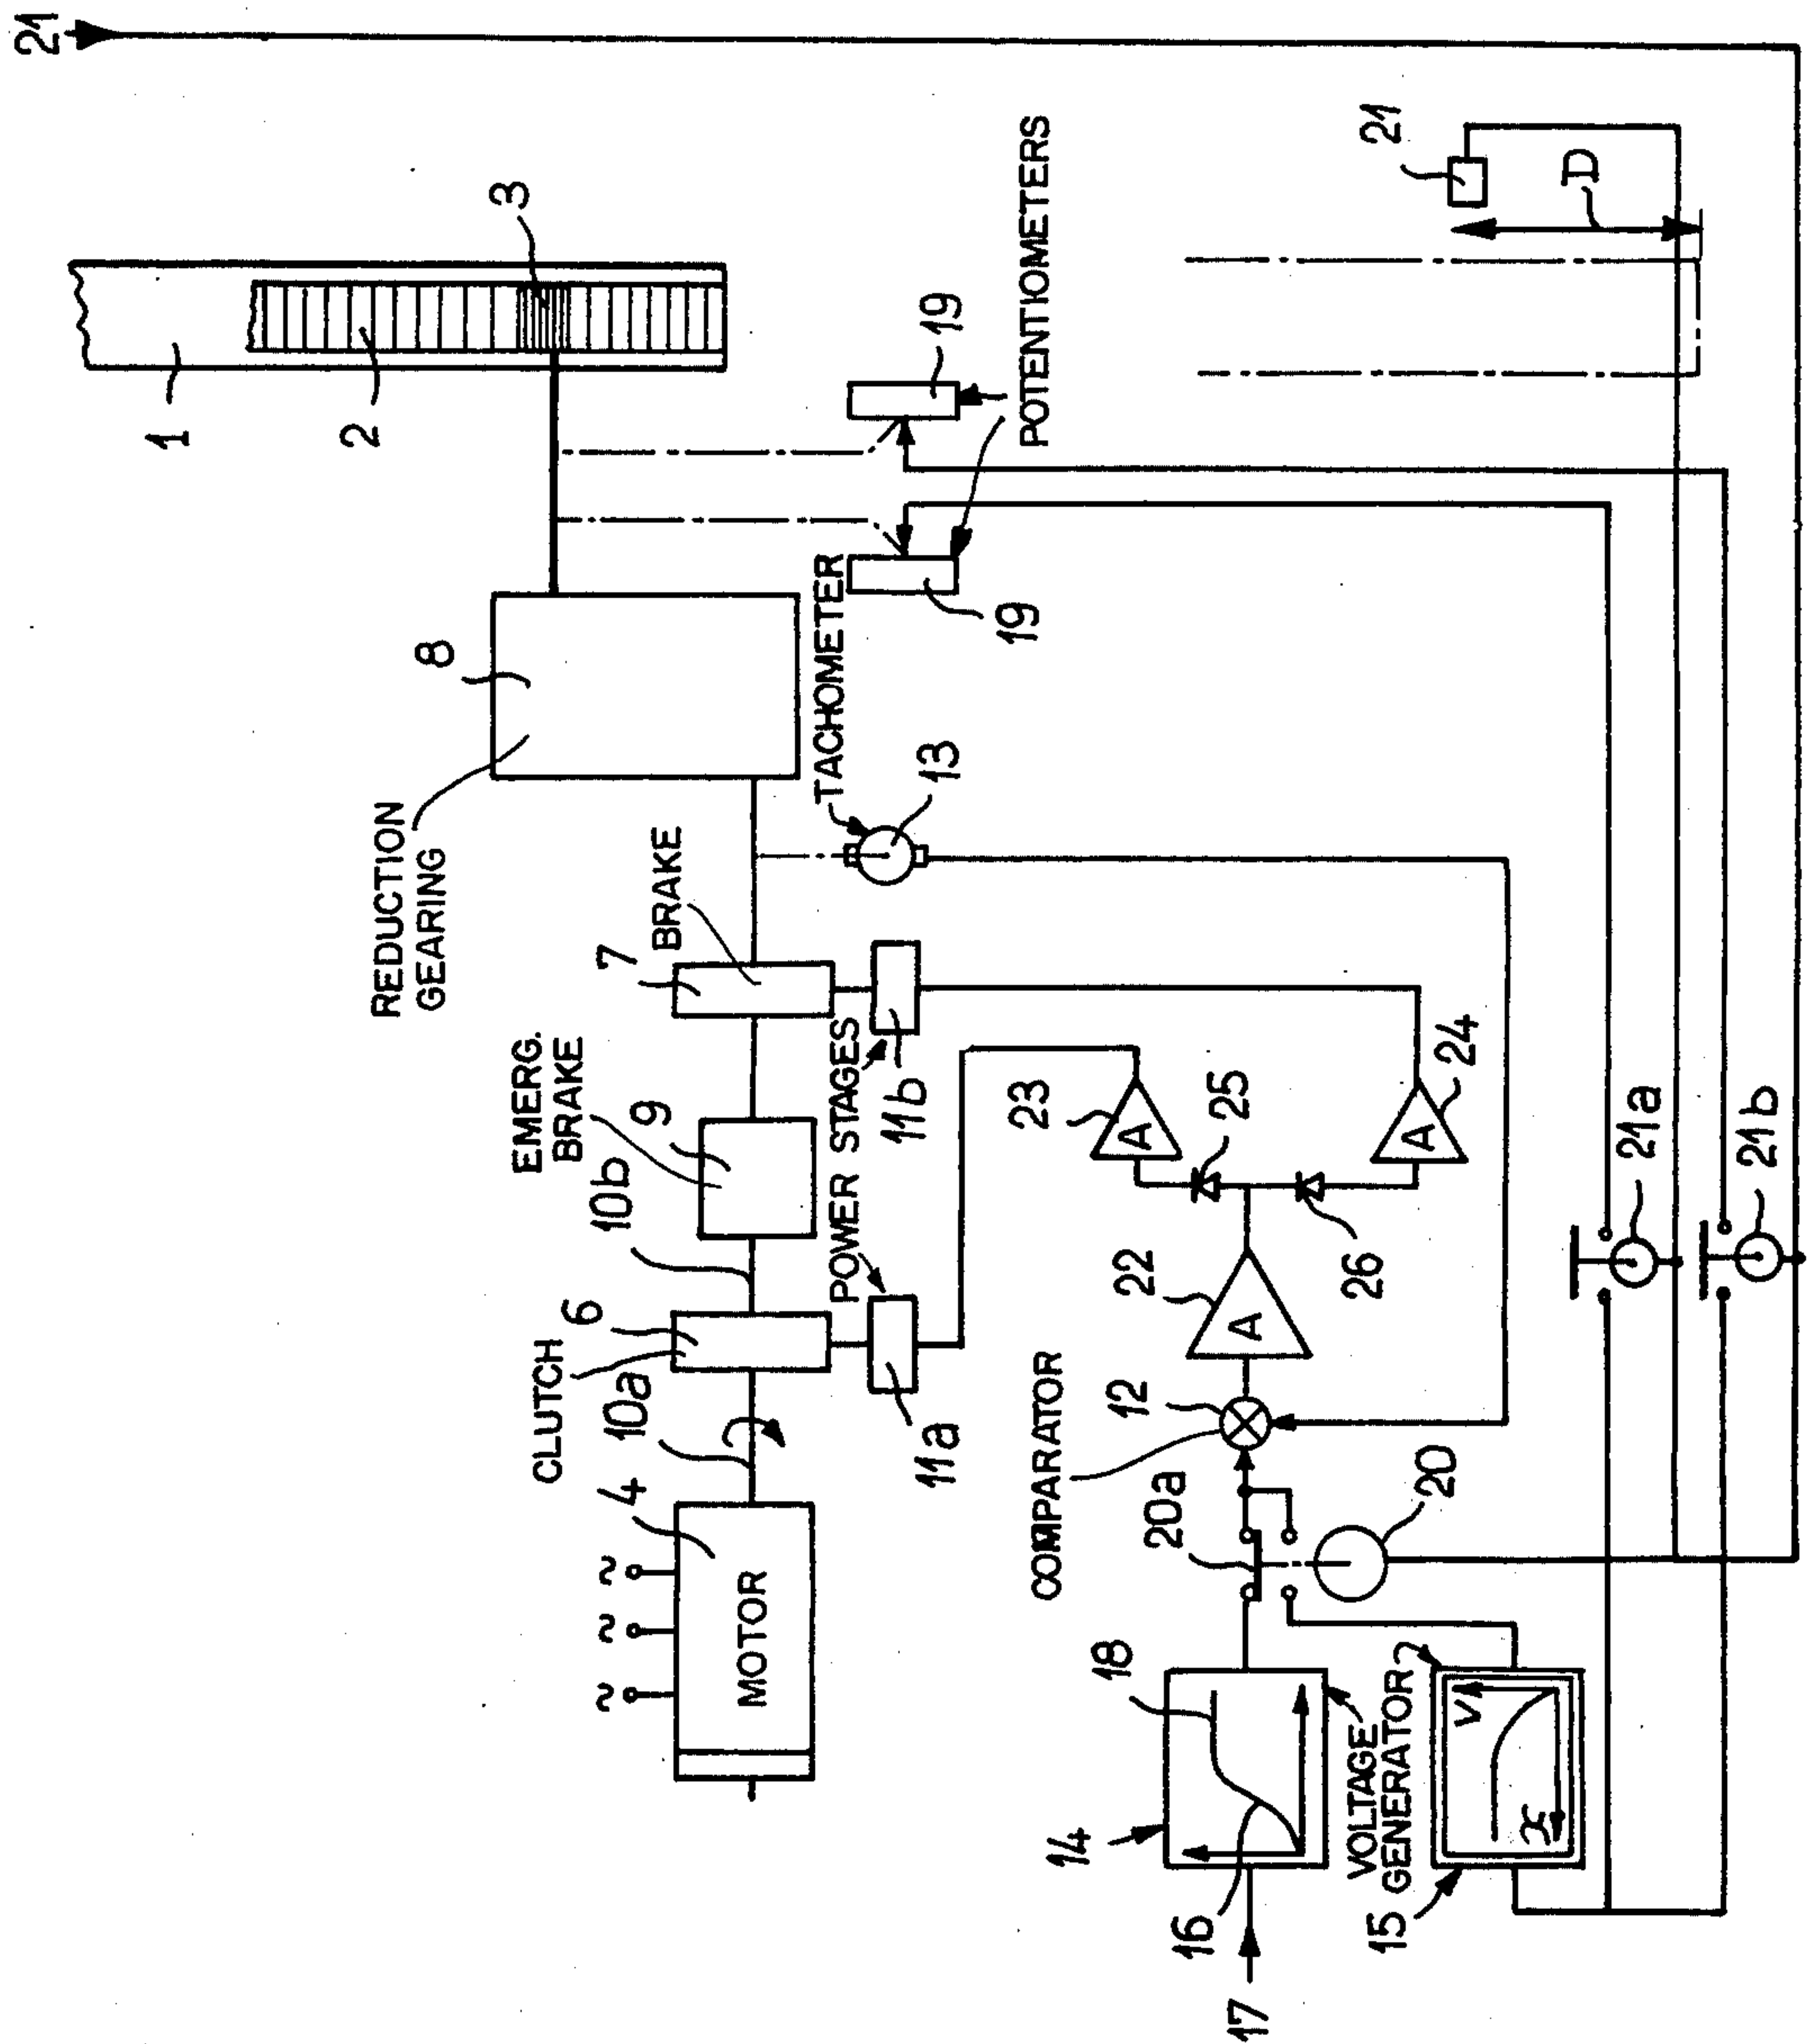 21
1
2
3
8
REDUCTION
GEARING
EMERG.
BRAKE
9
10b
CLUTCH
6
10a
4
~ ~ ~
MOTOR
7
BRAKE
POWER STAGES
11a
11b
TACHOMETER
13
19
19
POTENTIOMETERS
21
D
COMPARATOR
12
22
A
23
A
25
26
24
A
20a
20
14
16
17
18
VOLTAGE
GENERATOR
15
V
x
21a
21b